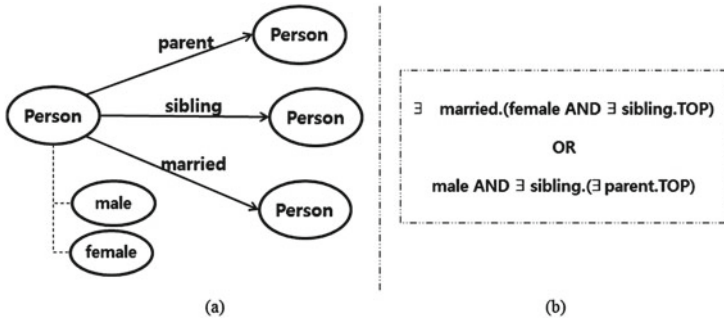 Person
parent
Person
sibling
Person
married
Person
male
female
(a)
∃ married.(female AND ∃ sibling.TOP)
OR
male AND ∃ sibling.(∃ parent.TOP)
(b)